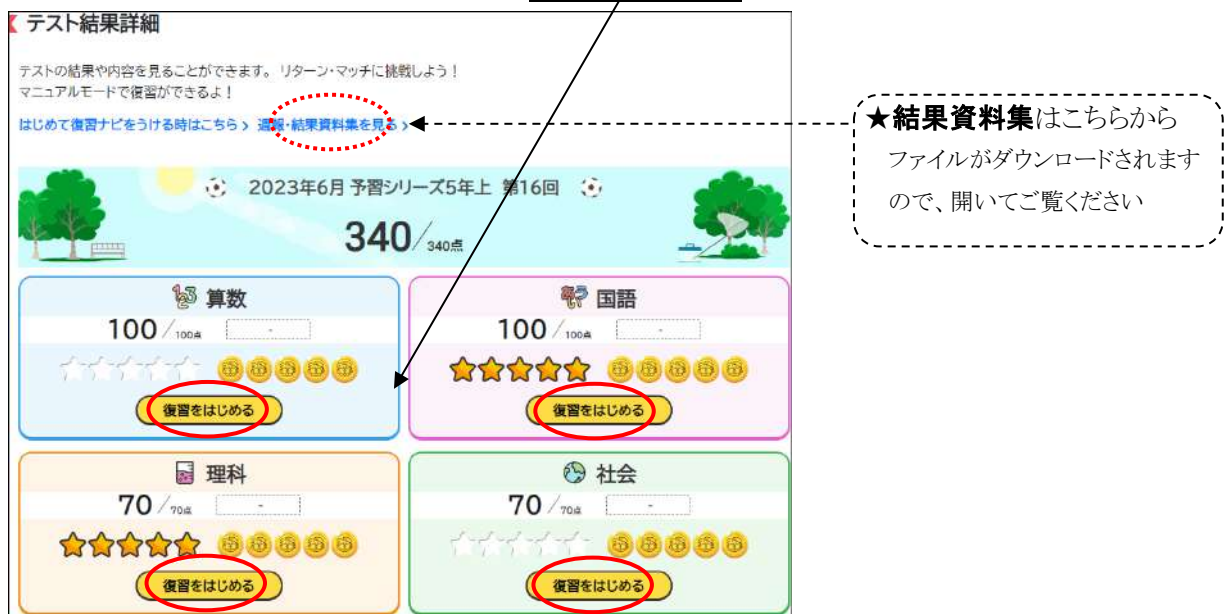 テスト結果詳細
テストの結果や内容を見ることができます。 リターン・マッチに挑戦しよう！
マニュアルモードで復習ができるよ！
はじめて復習ナビをうける時はこちら > 週報・結果資料集を見る >
★結果資料集はこちらから
ファイルがダウンロードされます
ので、開いてご覧ください
2023年6月 予習シリーズ5年上 第16回
340/340点
算数
100/100点 -
復習をはじめる
国語
100/100点 -
復習をはじめる
理科
70/70点 -
復習をはじめる
社会
70/70点 -
復習をはじめる